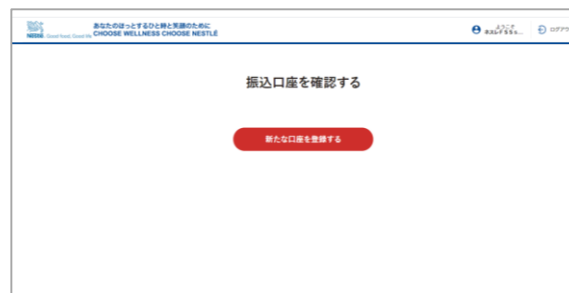 Nestlé Good food, Good life
あなたのほっとするひと時と笑顔のために
CHOOSE WELLNESS CHOOSE NESTLÉ
ようこそ
ログアウ
振込口座を確認する
新たな口座を登録する